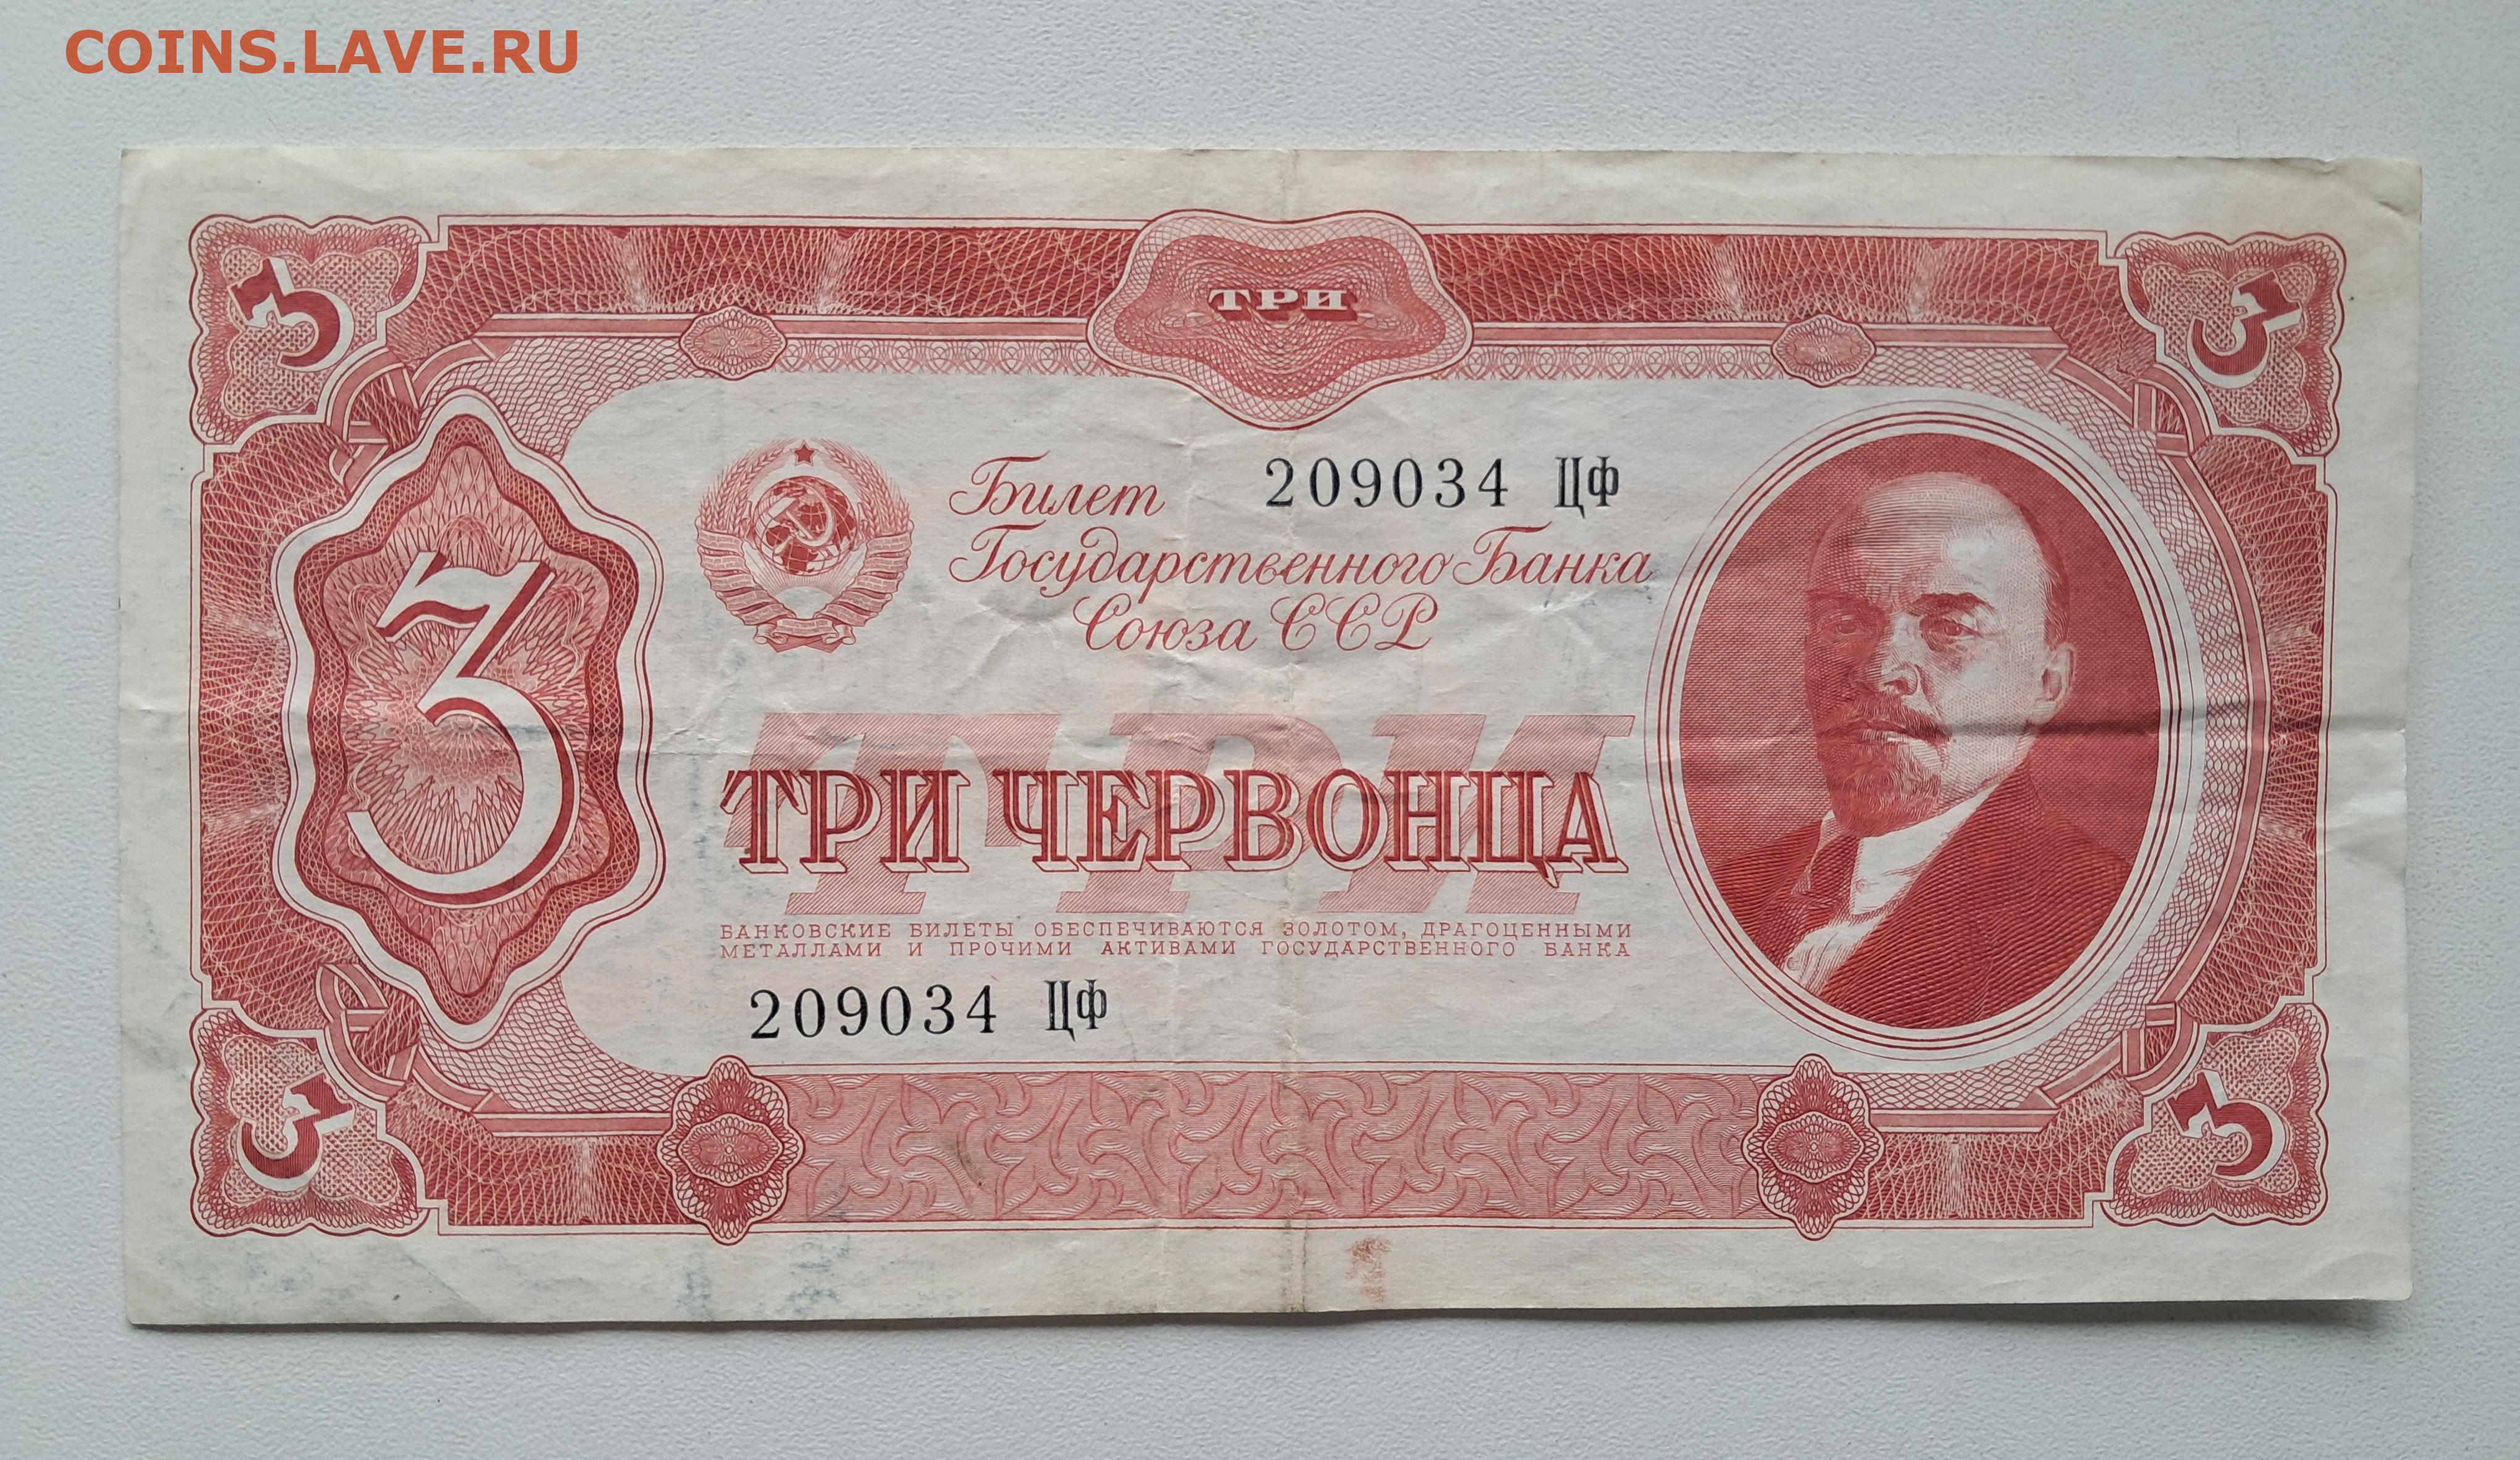 COINS.LAVE.RU
3
ТРИ
3
Билет
209034 ЦФ
Государственного Банка
Союза ССР
3
ТРИ
ТРИ ЧЕРВОНЦА
БАНКОВСКИЕ БИЛЕТЫ ОБЕСПЕЧИВАЮТСЯ ЗОЛОТОМ, ДРАГОЦЕННЫМИ
МЕТАЛЛАМИ И ПРОЧИМИ АКТИВАМИ ГОСУДАРСТВЕННОГО БАНКА
209034 ЦФ
3
3